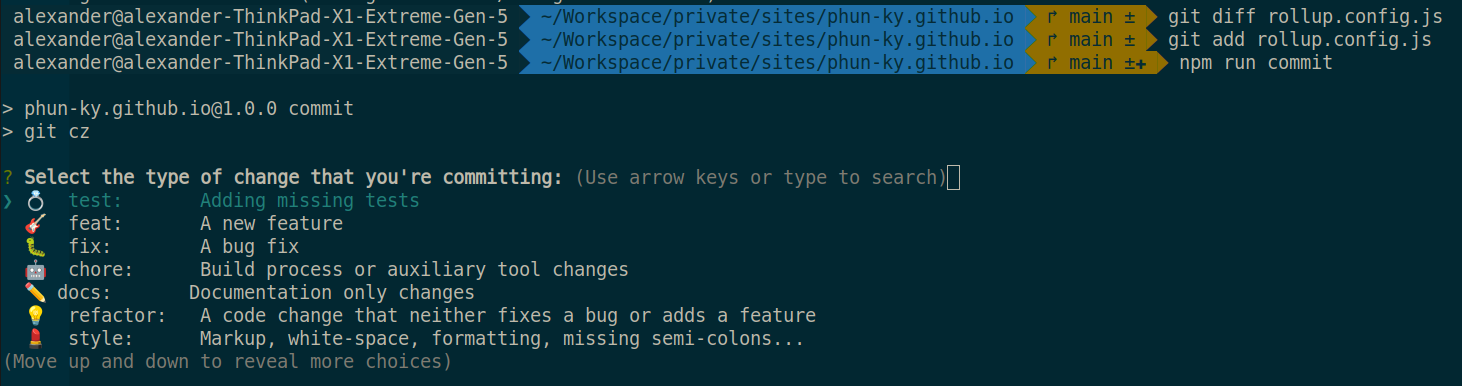 alexander@alexander-ThinkPad-X1-Extreme-Gen-5 ~/Workspace/private/sites/phun-ky.github.io ↱ main ± git diff rollup.config.js
alexander@alexander-ThinkPad-X1-Extreme-Gen-5 ~/Workspace/private/sites/phun-ky.github.io ↱ main ± git add rollup.config.js
alexander@alexander-ThinkPad-X1-Extreme-Gen-5 ~/Workspace/private/sites/phun-ky.github.io ↱ main ±✚ npm run commit
> phun-ky.github.io@1.0.0 commit
> git cz
? Select the type of change that you're committing: (Use arrow keys or type to search)
❯ 💍 test: Adding missing tests
🎸 feat: A new feature
🐛 fix: A bug fix
🤖 chore: Build process or auxiliary tool changes
✏️ docs: Documentation only changes
💡 refactor: A code change that neither fixes a bug or adds a feature
💄 style: Markup, white-space, formatting, missing semi-colons...
(Move up and down to reveal more choices)